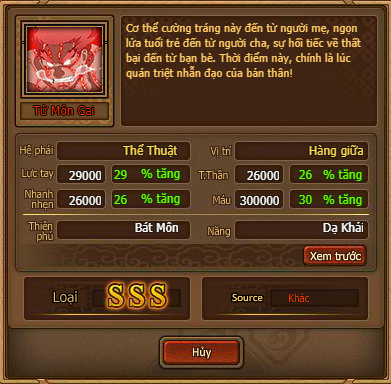 Cơ thể cường tráng này đến từ người mẹ, ngọn
lửa tuổi trẻ đến từ người cha, sự hối tiếc về thất
bại đến từ bạn bè. Thời điểm này, chính là lúc
quán triệt nhẫn đạo của bản thân!
Tử Môn Gai
Hệ phái Thể Thuật Vị trí Hàng giữa
Lực tay 29000 29 % tăng T.Thần 26000 26 % tăng
Nhanh nhẹn 26000 26 % tăng Máu 300000 30 % tăng
Thiên phú Bát Môn Năng Dạ Khải
Xem trước
Loại SSS Source Khác
Hủy